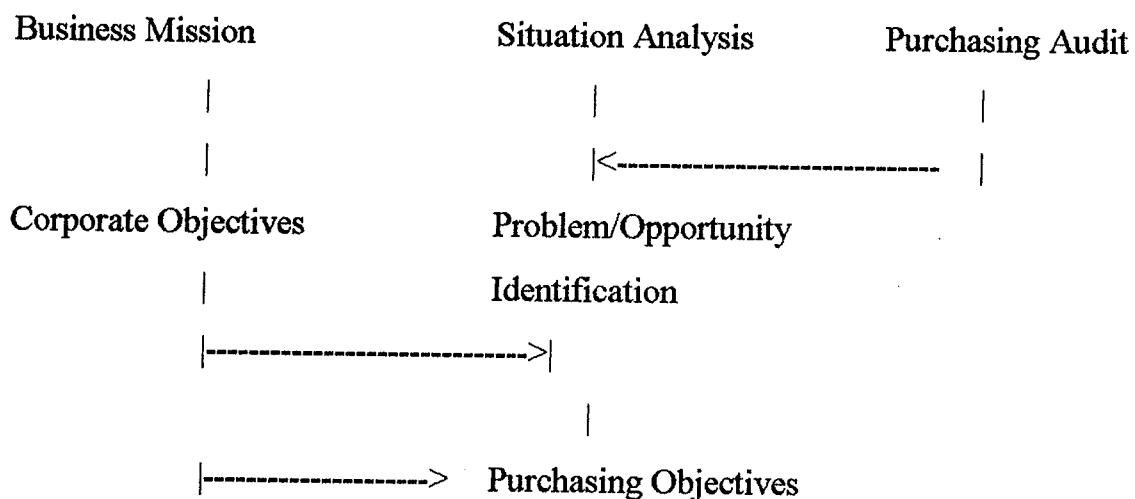 Business Mission Situation Analysis Purchasing Audit
Corporate Objectives Problem/Opportunity
Identification
Purchasing Objectives